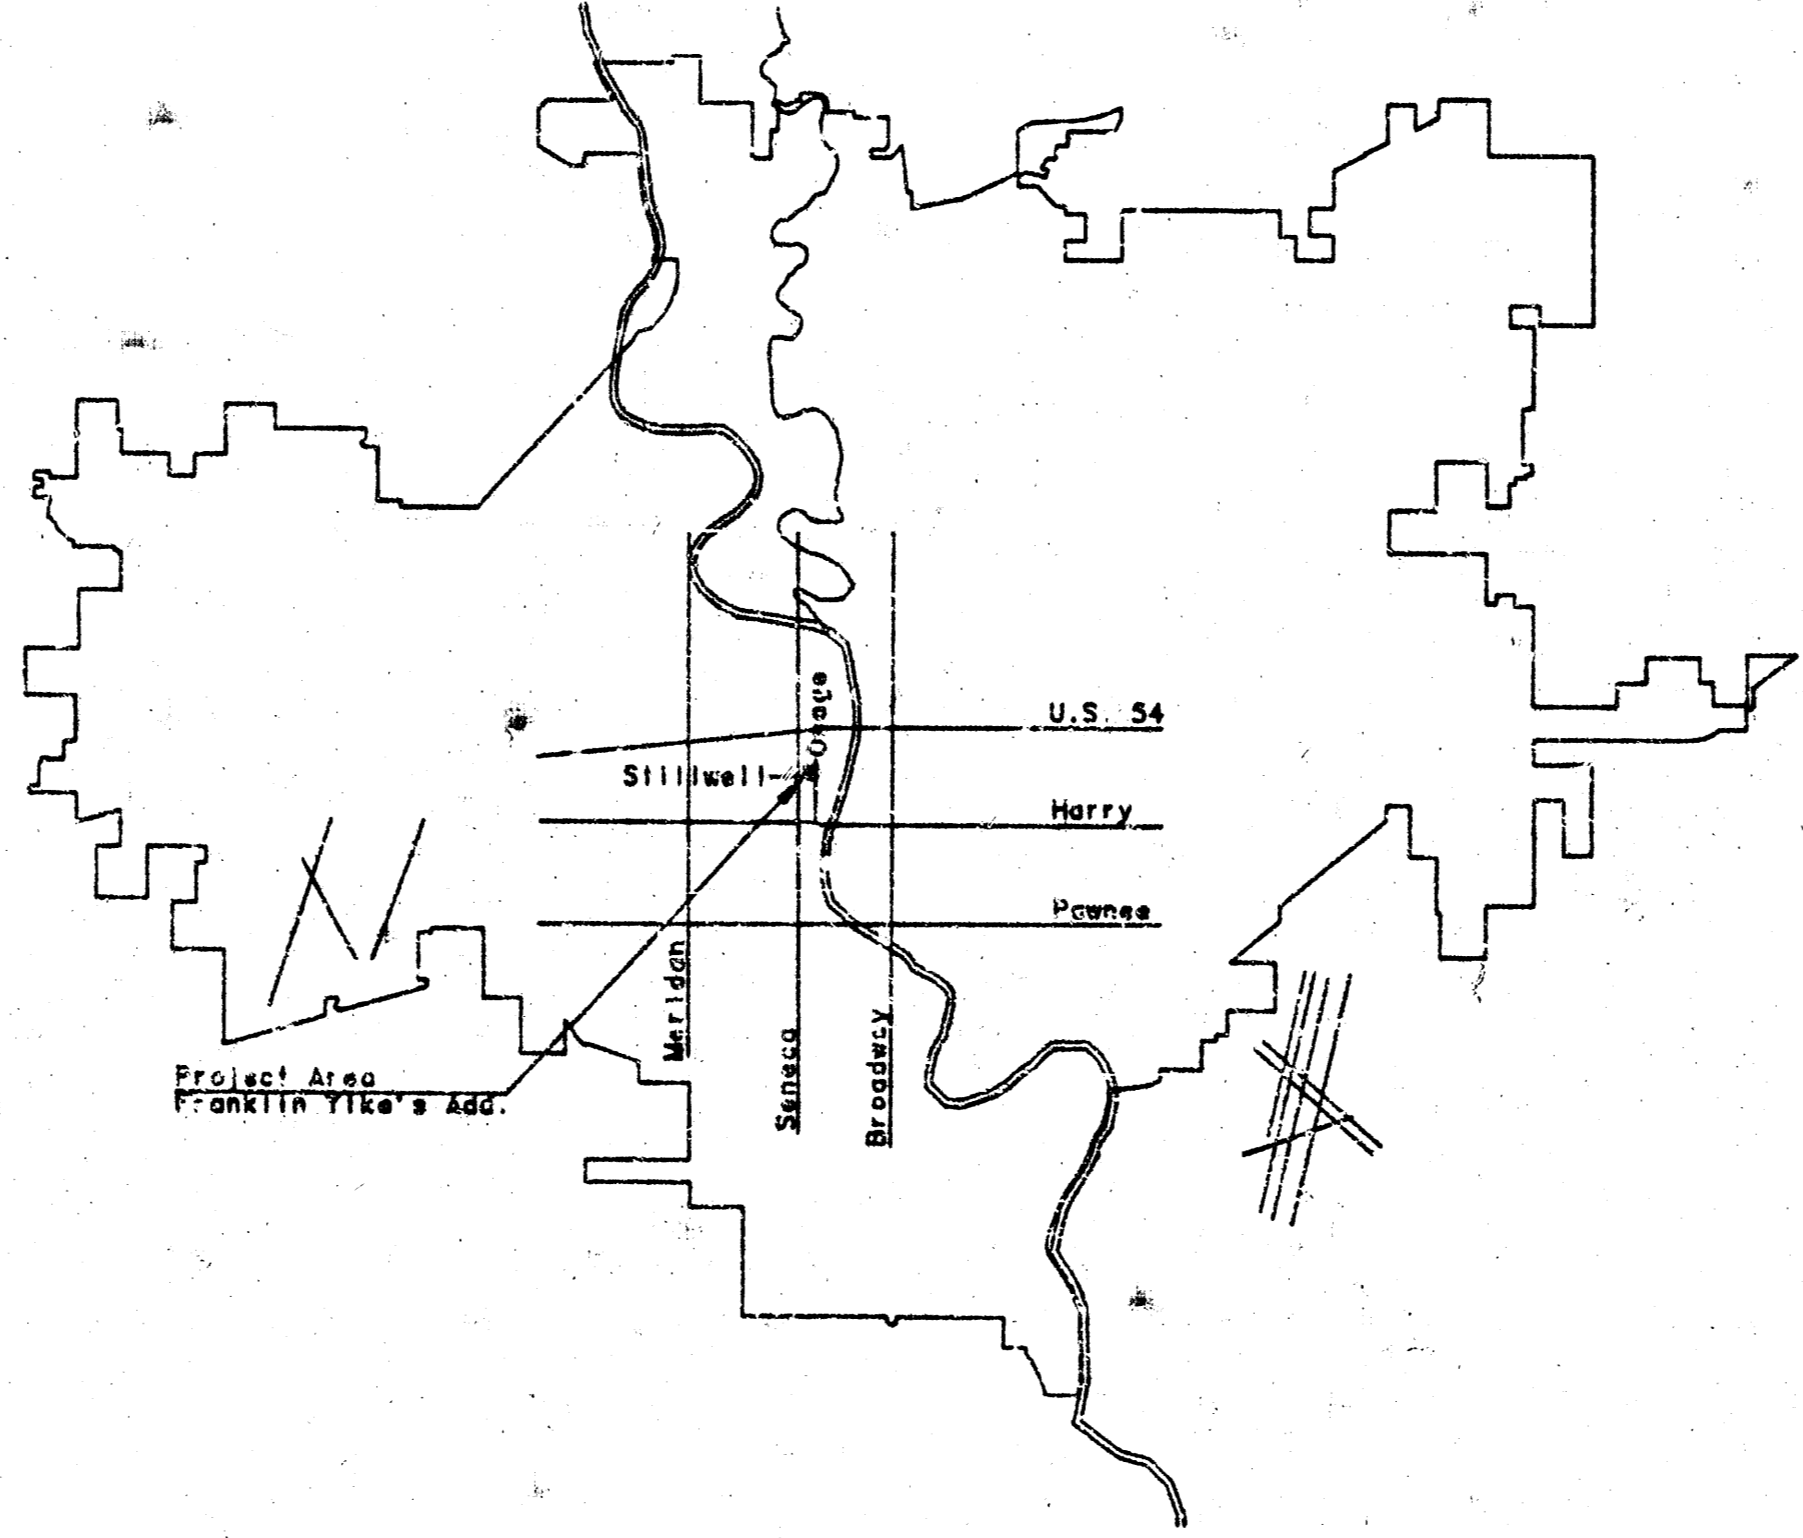 Osage
U.S. 54
Stillwell
Harry
Pawnee
Meridan
Seneca
Broadway
Project Area
Franklin Yike's Add.